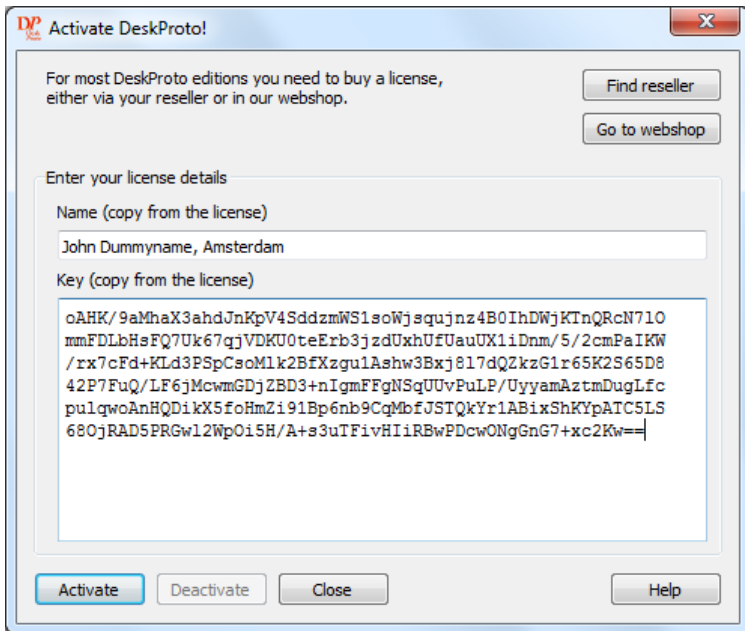 DP
Activate DeskProto!
For most DeskProto editions you need to buy a license,
either via your reseller or in our webshop.
Find reseller
Go to webshop
Enter your license details
Name (copy from the license)
John Dummyname, Amsterdam
Key (copy from the license)
oAHK/9aMhaX3ahdJnKpV4SddzmWS1soWjsqujnz4B0IhDWjKTnQRcN7lO
mmFDLbHsFQ7Uk67qjVDKU0teErb3jzdUxhUfUauUX1iDnm/5/2cmPaIKW
/rx7cFd+KLd3PSpCsoMlk2BfXzgu1Ashw3Bxj8l7dQZkzG1r65K2S65D8
42P7FuQ/LF6jMcwmGDjZBD3+nIgmFFgNSqUUvPuLP/UyyamAztmDugLfc
pulqwoAnHQDikX5foHmZi91Bp6nb9CqMbfJSTQkYr1ABixShKYpATC5LS
68OjRAD5PRGwl2WpOi5H/A+s3uTFivHIiRBwPDcwONgGnG7+xc2Kw==
Activate
Deactivate
Close
Help